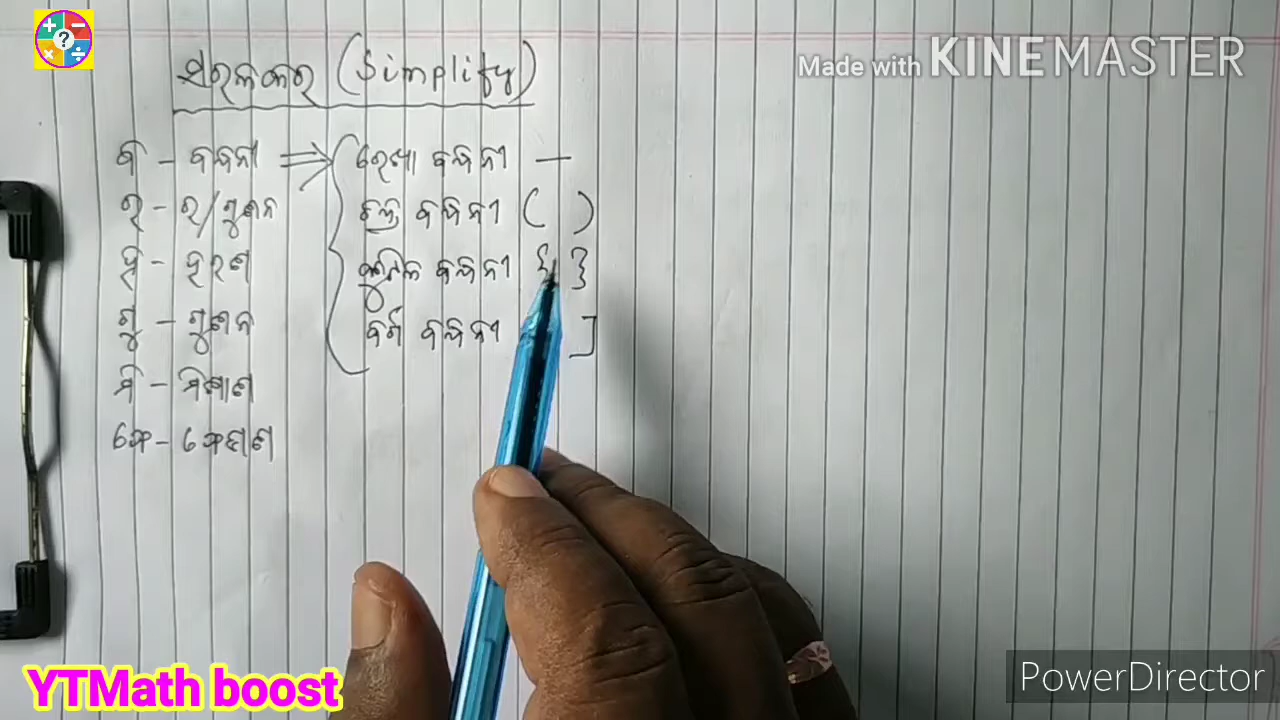 Made with KINEMASTER
ସରଳକର (Simplify)
ବ - ବନ୍ଧନୀ ⇒ ରେଖା ବନ୍ଧନୀ —
ର - ର/ଗୁଣନ ଚନ୍ଦ୍ର ବନ୍ଧନୀ ( )
ହ - ହରଣ କୁଟିଳ ବନ୍ଧନୀ { }
ଗୁ - ଗୁଣନ ବର୍ଗ ବନ୍ଧନୀ ]
ମି - ମିଶାଣ
ଫେ - ଫେଡାଣ
YTMath boost
PowerDirector